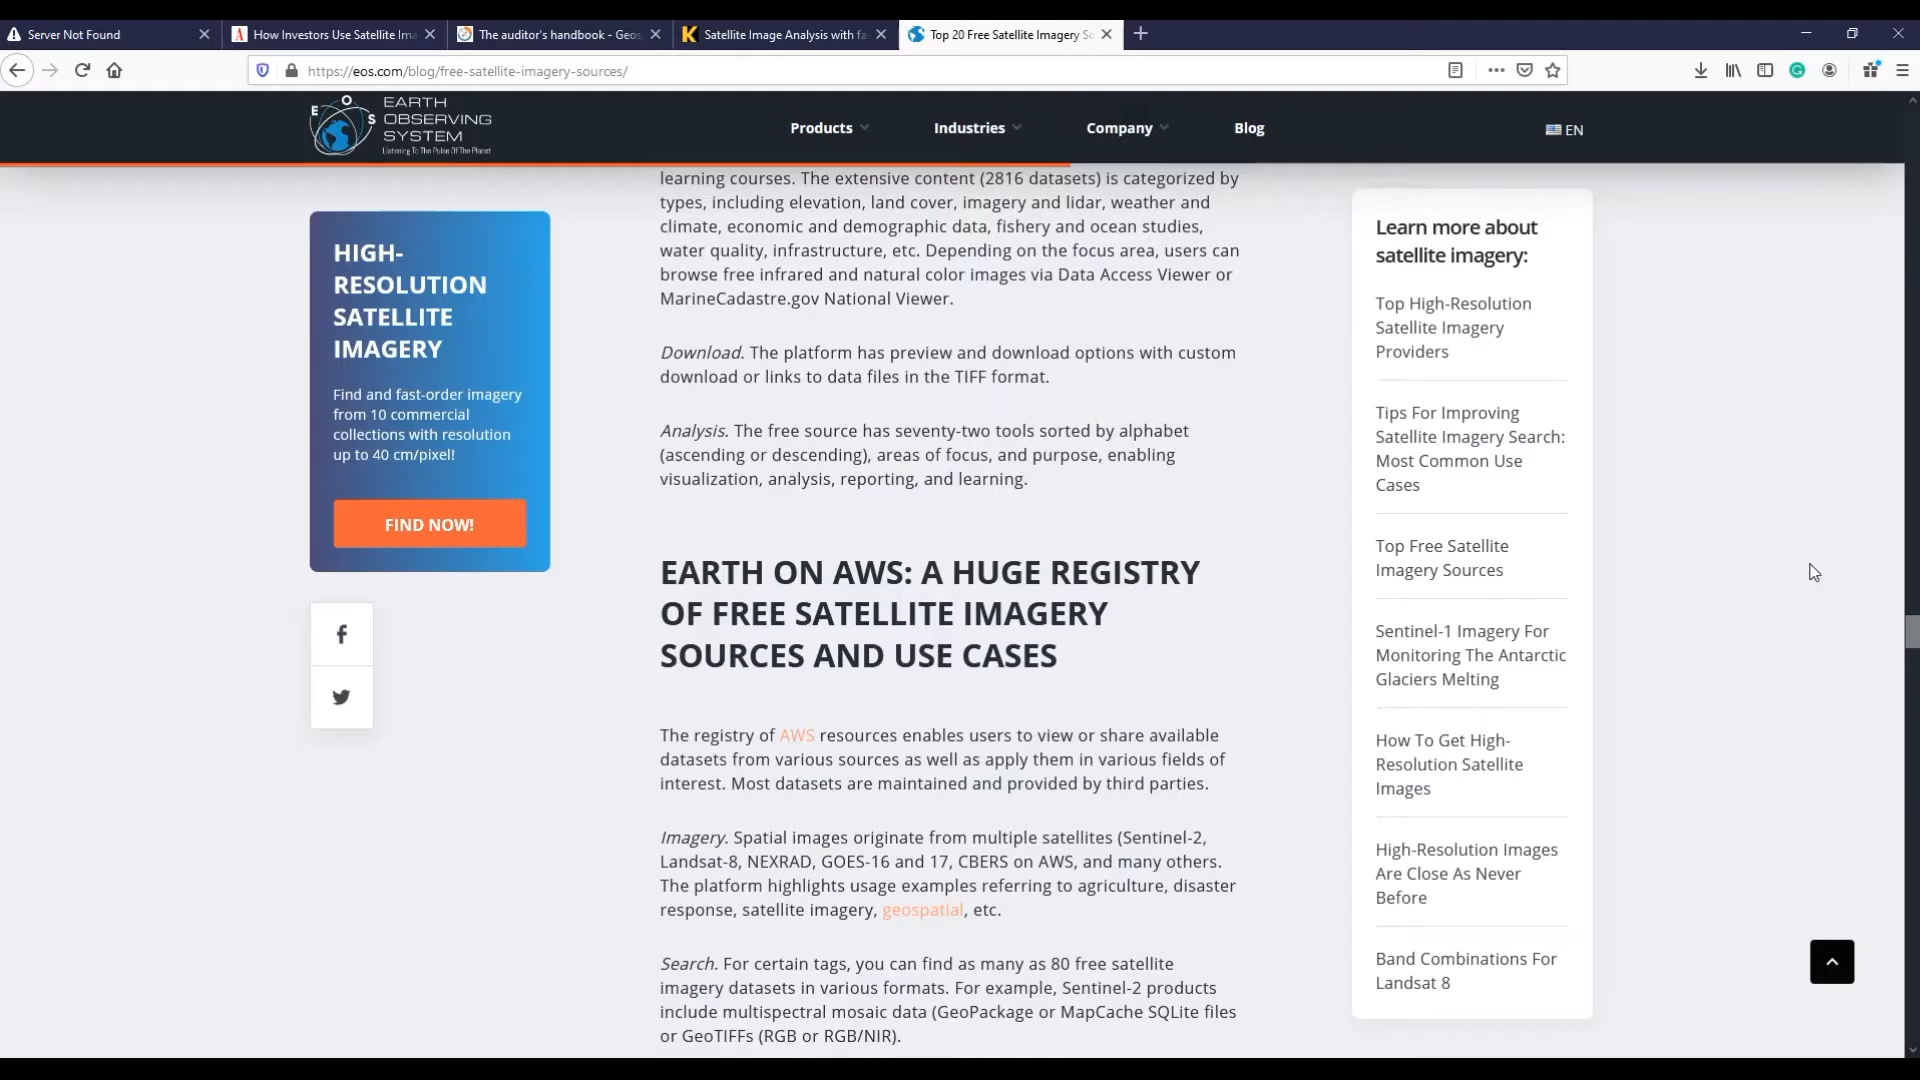 Server Not Found
How Investors Use Satellite Ima
The auditor's handbook - Geos
Satellite Image Analysis with fa
Top 20 Free Satellite Imagery So
https://eos.com/blog/free-satellite-imagery-sources/
E O S
EARTH
OBSERVING
SYSTEM
Listening To The Pulse Of The Planet
Products
Industries
Company
Blog
EN
HIGH-
RESOLUTION
SATELLITE
IMAGERY
Find and fast-order imagery
from 10 commercial
collections with resolution
up to 40 cm/pixel!
FIND NOW!
learning courses. The extensive content (2816 datasets) is categorized by
types, including elevation, land cover, imagery and lidar, weather and
climate, economic and demographic data, fishery and ocean studies,
water quality, infrastructure, etc. Depending on the focus area, users can
browse free infrared and natural color images via Data Access Viewer or
MarineCadastre.gov National Viewer.
Download. The platform has preview and download options with custom
download or links to data files in the TIFF format.
Analysis. The free source has seventy-two tools sorted by alphabet
(ascending or descending), areas of focus, and purpose, enabling
visualization, analysis, reporting, and learning.
EARTH ON AWS: A HUGE REGISTRY
OF FREE SATELLITE IMAGERY
SOURCES AND USE CASES
The registry of AWS resources enables users to view or share available
datasets from various sources as well as apply them in various fields of
interest. Most datasets are maintained and provided by third parties.
Imagery. Spatial images originate from multiple satellites (Sentinel-2,
Landsat-8, NEXRAD, GOES-16 and 17, CBERS on AWS, and many others.
The platform highlights usage examples referring to agriculture, disaster
response, satellite imagery, geospatial, etc.
Search. For certain tags, you can find as many as 80 free satellite
imagery datasets in various formats. For example, Sentinel-2 products
include multispectral mosaic data (GeoPackage or MapCache SQLite files
or GeoTIFFs (RGB or RGB/NIR).
Learn more about
satellite imagery:
Top High-Resolution
Satellite Imagery
Providers
Tips For Improving
Satellite Imagery Search:
Most Common Use
Cases
Top Free Satellite
Imagery Sources
Sentinel-1 Imagery For
Monitoring The Antarctic
Glaciers Melting
How To Get High-
Resolution Satellite
Images
High-Resolution Images
Are Close As Never
Before
Band Combinations For
Landsat 8